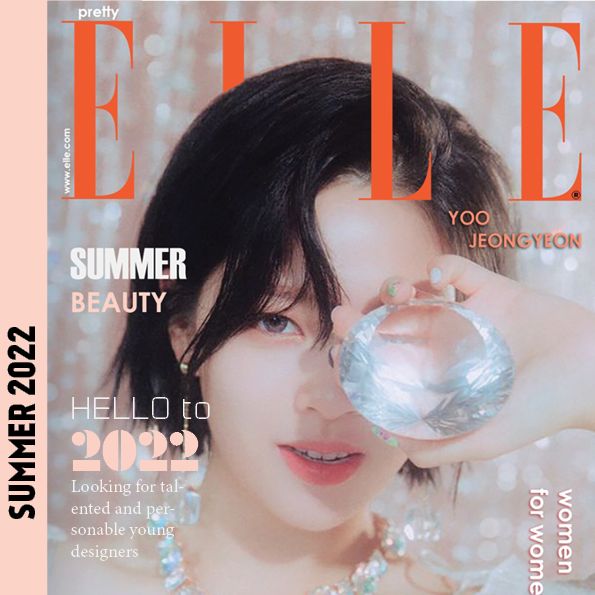 pretty
ELLE
®
www.elle.com
YOO
JEONGYEON
SUMMER
BEAUTY
SUMMER 2022
HELLO to
2022
Looking for tal-
ented and per-
sonable young
designers
women
for wome